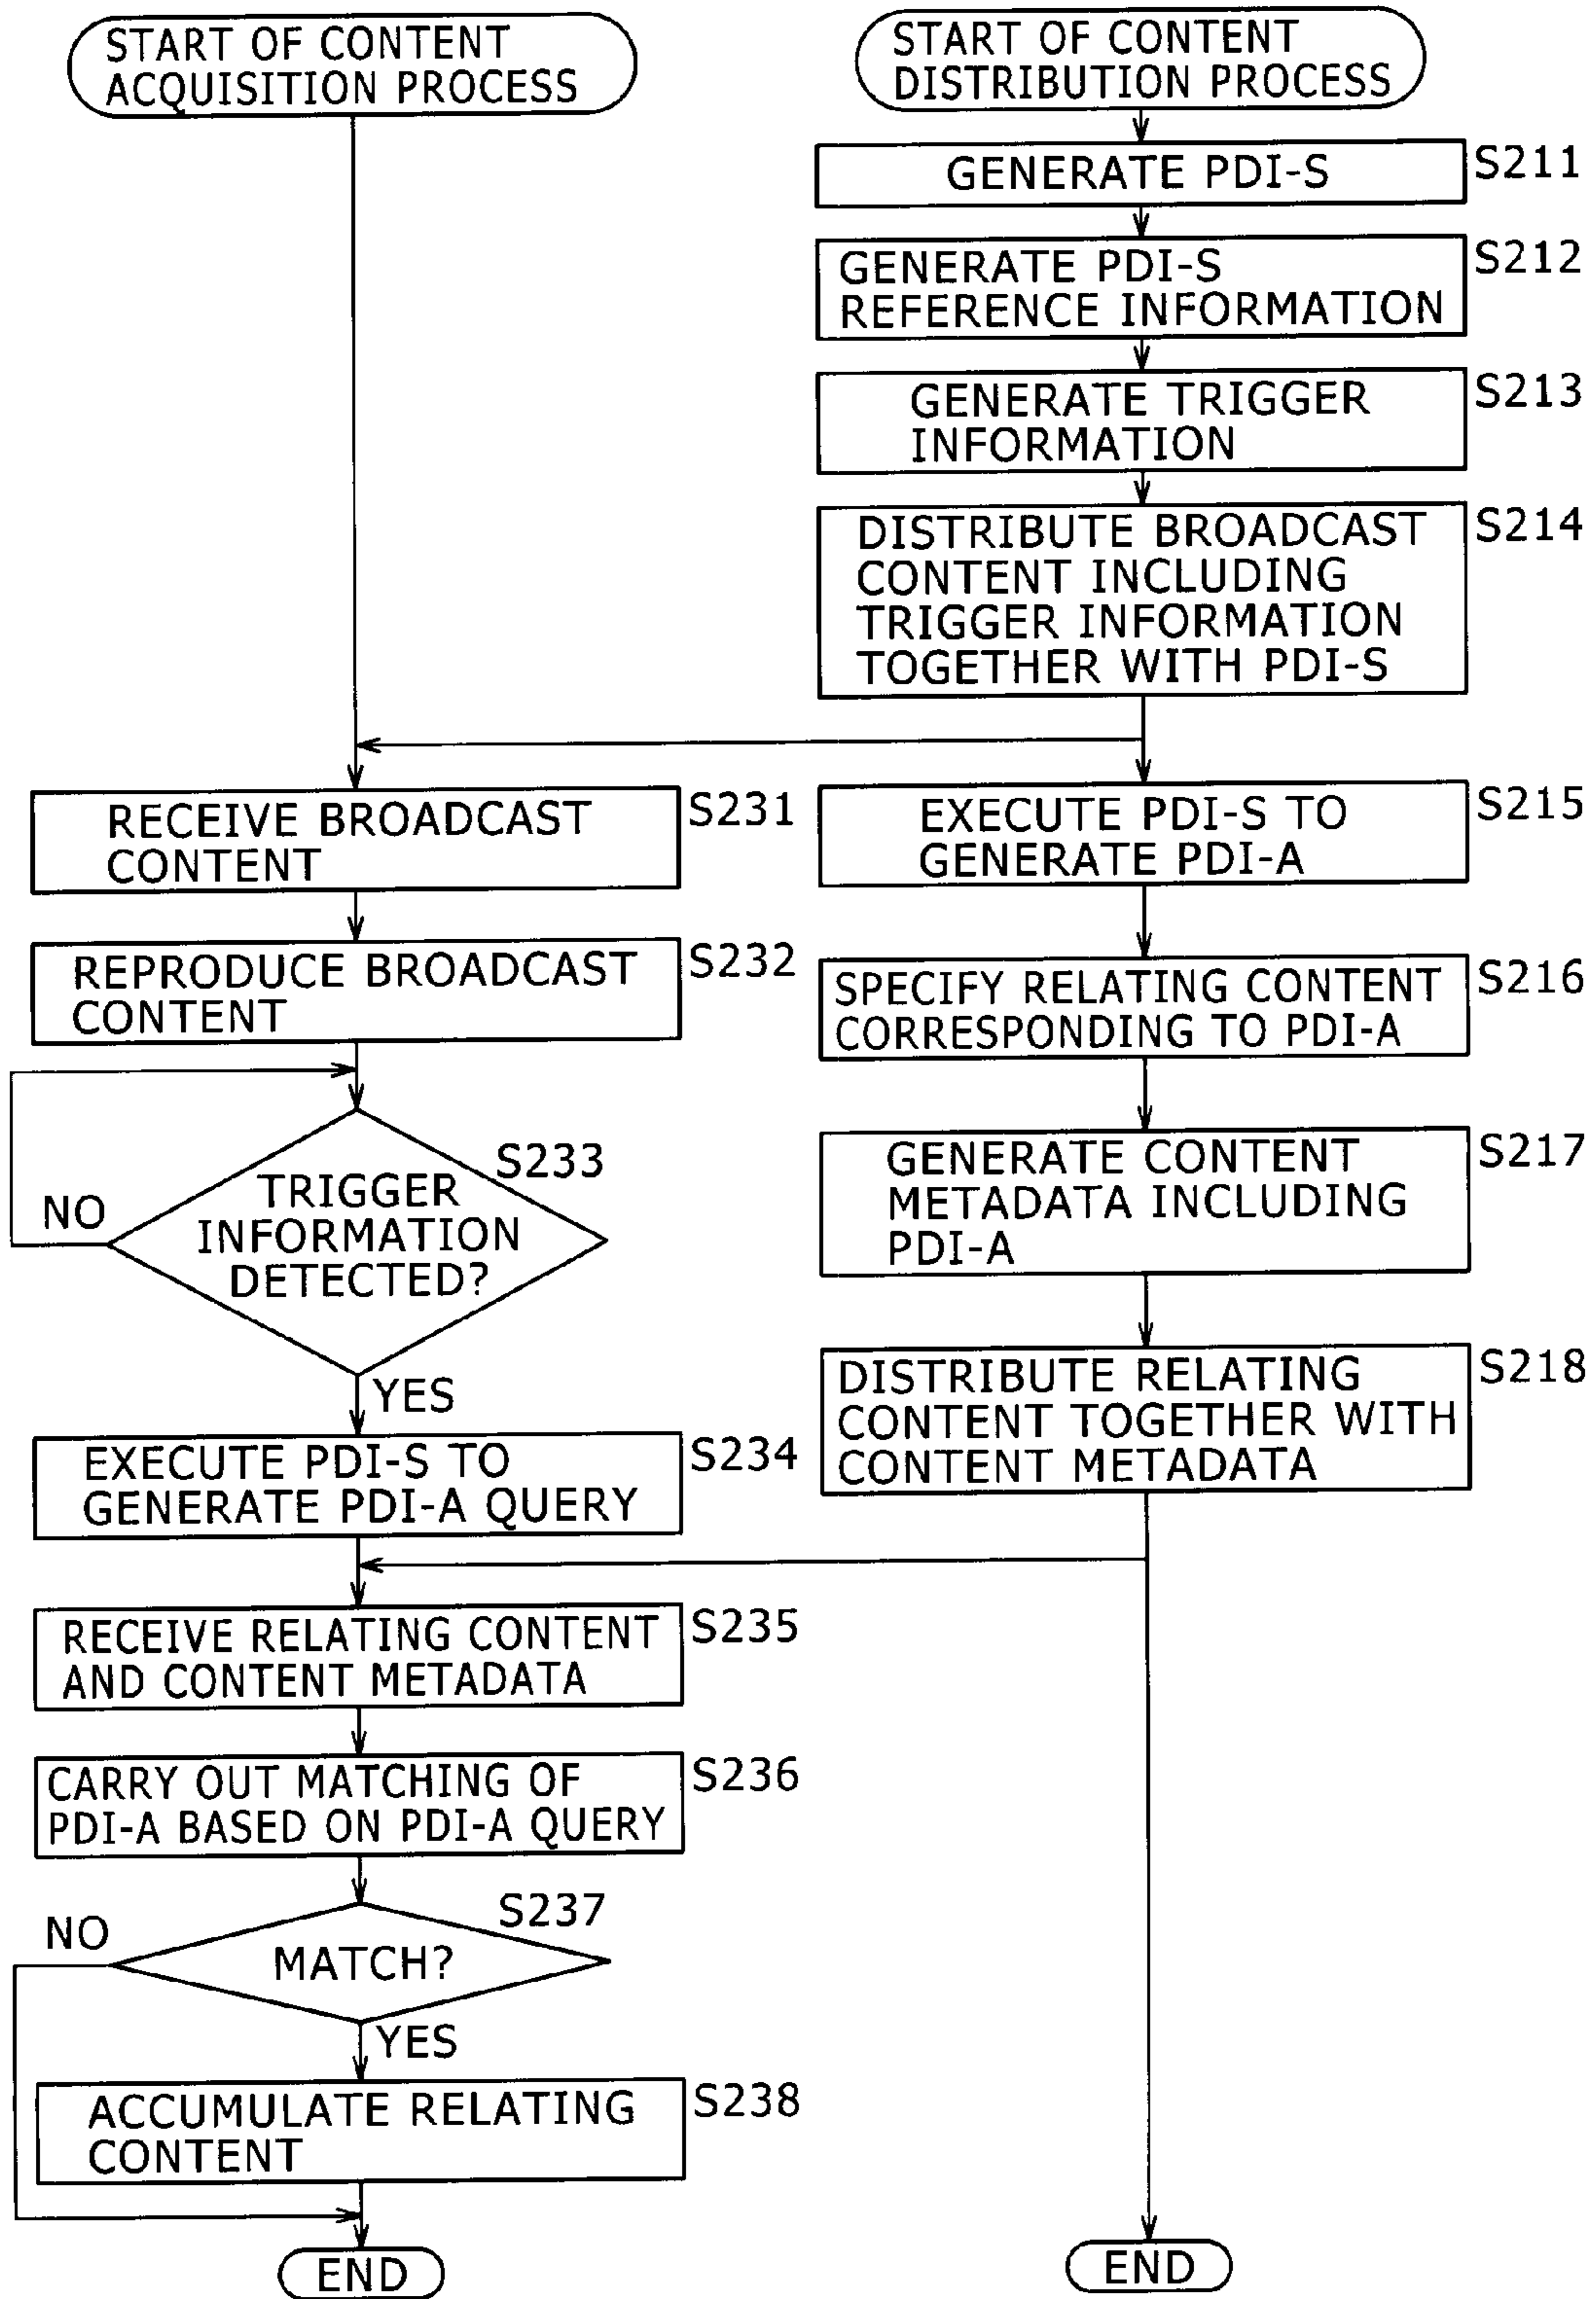 START OF CONTENT
ACQUISITION PROCESS
START OF CONTENT
DISTRIBUTION PROCESS
GENERATE PDI-S
S211
GENERATE PDI-S
REFERENCE INFORMATION
S212
GENERATE TRIGGER
INFORMATION
S213
DISTRIBUTE BROADCAST
CONTENT INCLUDING
TRIGGER INFORMATION
TOGETHER WITH PDI-S
S214
RECEIVE BROADCAST
CONTENT
S231
EXECUTE PDI-S TO
GENERATE PDI-A
S215
REPRODUCE BROADCAST
CONTENT
S232
SPECIFY RELATING CONTENT
CORRESPONDING TO PDI-A
S216
S233
TRIGGER
INFORMATION
DETECTED?
NO
YES
GENERATE CONTENT
METADATA INCLUDING
PDI-A
S217
EXECUTE PDI-S TO
GENERATE PDI-A QUERY
S234
DISTRIBUTE RELATING
CONTENT TOGETHER WITH
CONTENT METADATA
S218
RECEIVE RELATING CONTENT
AND CONTENT METADATA
S235
CARRY OUT MATCHING OF
PDI-A BASED ON PDI-A QUERY
S236
S237
NO
MATCH?
YES
ACCUMULATE RELATING
CONTENT
S238
END
END